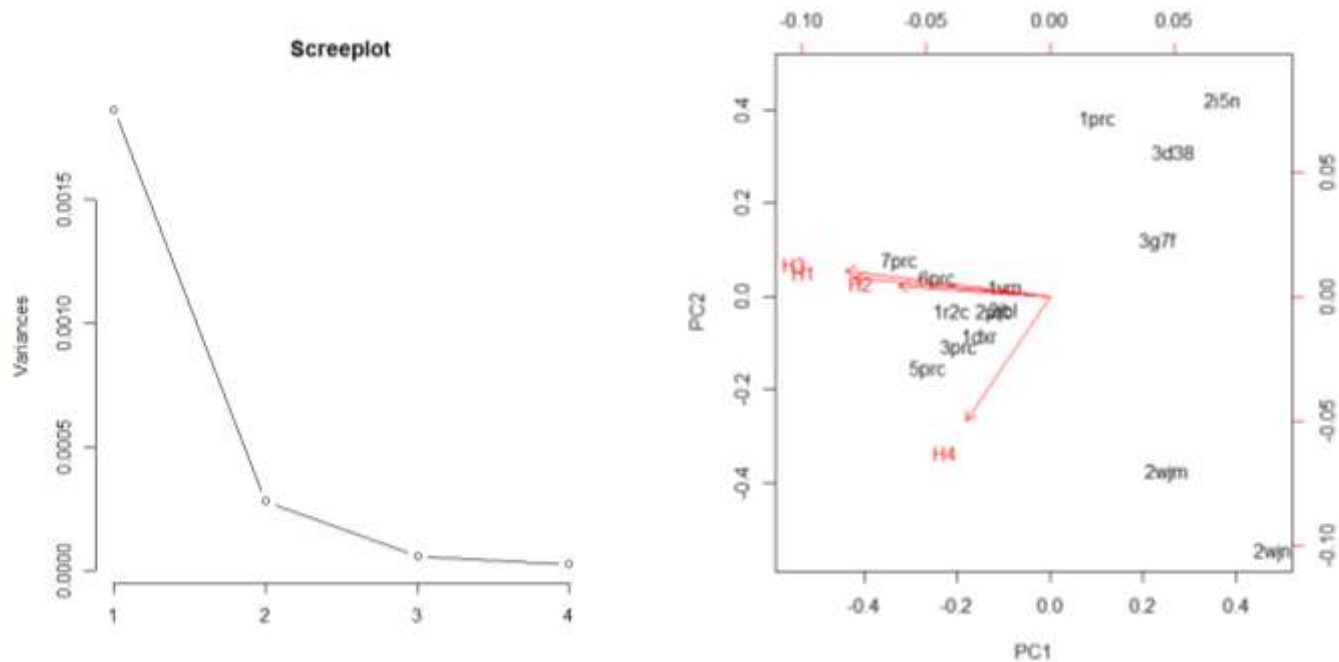 Screeplot
Variances
0.0000
0.0005
0.0010
0.0015
1 2 3 4
-0.10 -0.05 0.00 0.05
PC2
-0.4
-0.2
0.0
0.2
0.4
2i5n
1prc
3d38
3g7f
7prc
H3
H1
6prc
H2
1vrn
1r2c
1dxr
3prc
5prc
H4
2wjm
2wjn
0.05
0.00
-0.05
-0.10
-0.4 -0.2 0.0 0.2 0.4
PC1